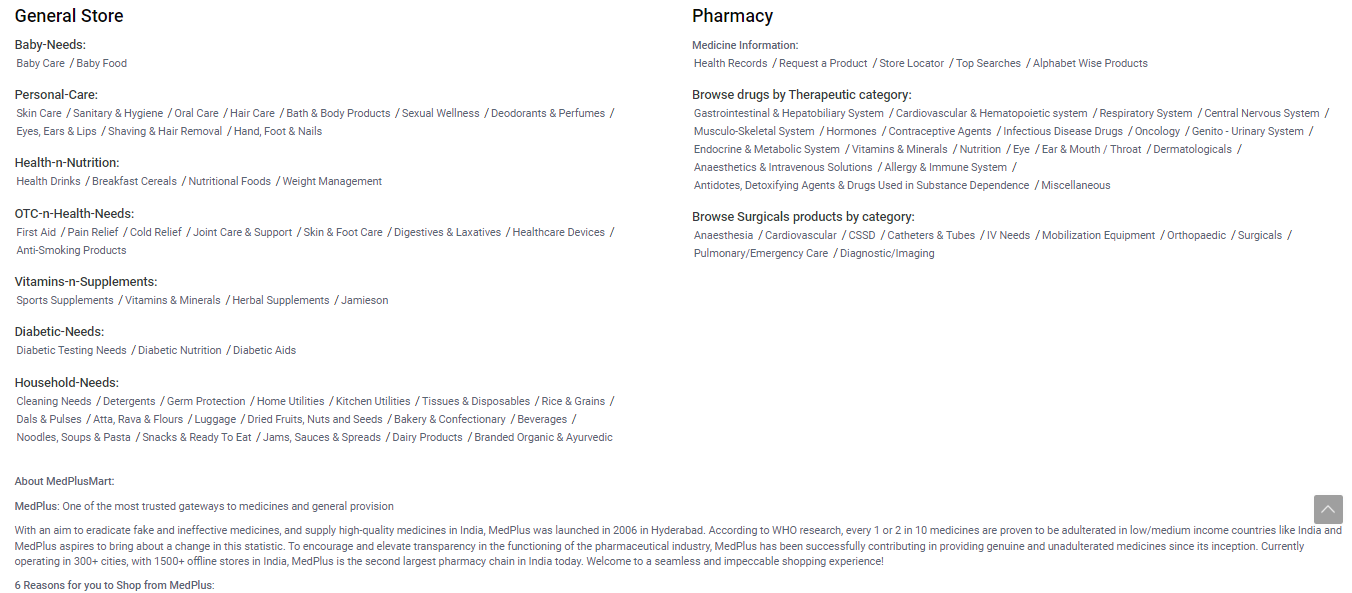 General Store
Baby-Needs:
Baby Care / Baby Food
Personal-Care:
Skin Care / Sanitary & Hygiene / Oral Care / Hair Care / Bath & Body Products / Sexual Wellness / Deodorants & Perfumes /
Eyes, Ears & Lips / Shaving & Hair Removal / Hand, Foot & Nails
Health-n-Nutrition:
Health Drinks / Breakfast Cereals / Nutritional Foods / Weight Management
OTC-n-Health-Needs:
First Aid / Pain Relief / Cold Relief / Joint Care & Support / Skin & Foot Care / Digestives & Laxatives / Healthcare Devices /
Anti-Smoking Products
Vitamins-n-Supplements:
Sports Supplements / Vitamins & Minerals / Herbal Supplements / Jamieson
Diabetic-Needs:
Diabetic Testing Needs / Diabetic Nutrition / Diabetic Aids
Household-Needs:
Cleaning Needs / Detergents / Germ Protection / Home Utilities / Kitchen Utilities / Tissues & Disposables / Rice & Grains /
Dals & Pulses / Atta, Rava & Flours / Luggage / Dried Fruits, Nuts and Seeds / Bakery & Confectionary / Beverages /
Noodles, Soups & Pasta / Snacks & Ready To Eat / Jams, Sauces & Spreads / Dairy Products / Branded Organic & Ayurvedic
Pharmacy
Medicine Information:
Health Records / Request a Product / Store Locator / Top Searches / Alphabet Wise Products
Browse drugs by Therapeutic category:
Gastrointestinal & Hepatobiliary System / Cardiovascular & Hematopoietic system / Respiratory System / Central Nervous System /
Musculo-Skeletal System / Hormones / Contraceptive Agents / Infectious Disease Drugs / Oncology / Genito - Urinary System /
Endocrine & Metabolic System / Vitamins & Minerals / Nutrition / Eye / Ear & Mouth / Throat / Dermatologicals /
Anaesthetics & Intravenous Solutions / Allergy & Immune System /
Antidotes, Detoxifying Agents & Drugs Used in Substance Dependence / Miscellaneous
Browse Surgicals products by category:
Anaesthesia / Cardiovascular / CSSD / Catheters & Tubes / IV Needs / Mobilization Equipment / Orthopaedic / Surgicals /
Pulmonary/Emergency Care / Diagnostic/Imaging
About MedPlusMart:
MedPlus: One of the most trusted gateways to medicines and general provision
With an aim to eradicate fake and ineffective medicines, and supply high-quality medicines in India, MedPlus was launched in 2006 in Hyderabad. According to WHO research, every 1 or 2 in 10 medicines are proven to be adulterated in low/medium income countries like India and
MedPlus aspires to bring about a change in this statistic. To encourage and elevate transparency in the functioning of the pharmaceutical industry, MedPlus has been successfully contributing in providing genuine and unadulterated medicines since its inception. Currently
operating in 300+ cities, with 1500+ offline stores in India, MedPlus is the second largest pharmacy chain in India today. Welcome to a seamless and impeccable shopping experience!
6 Reasons for you to Shop from MedPlus: